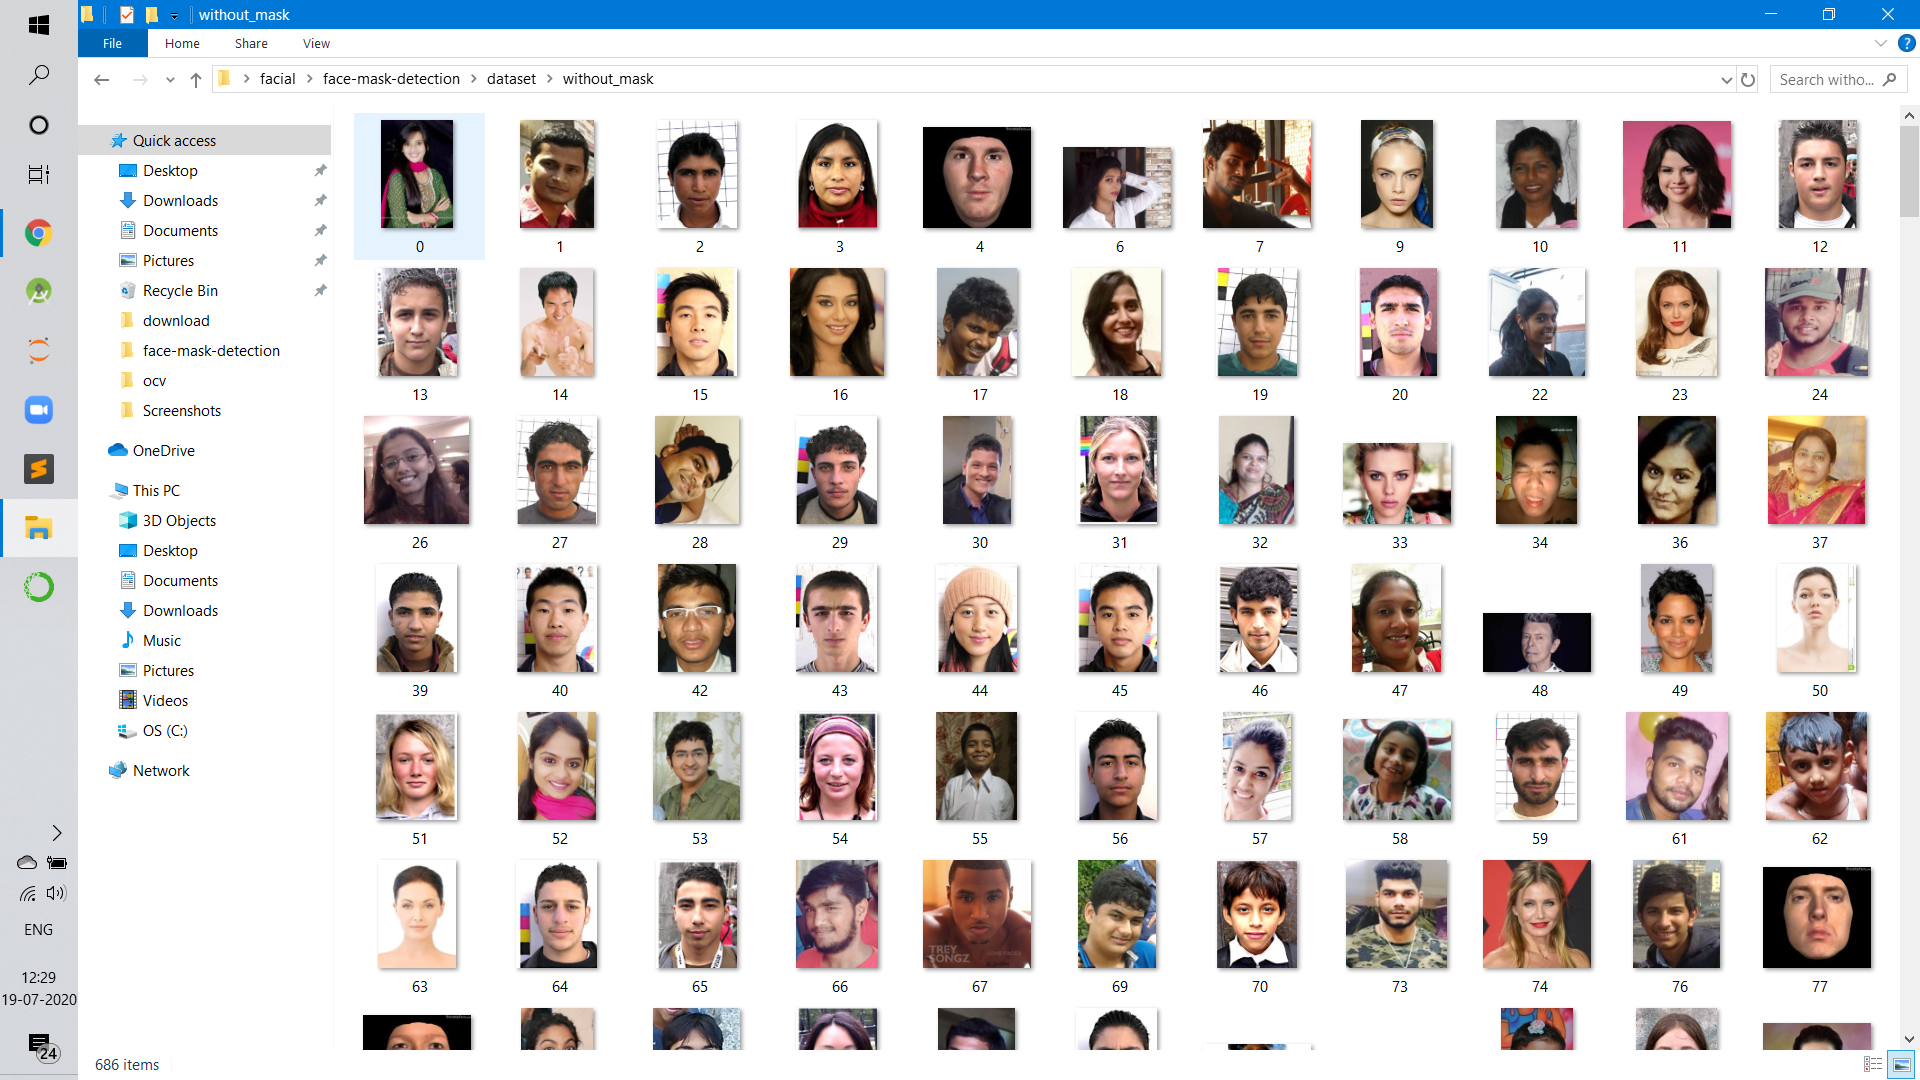 without_mask
File Home Share View
facial face-mask-detection dataset without_mask
Search witho...
Quick access
Desktop
Downloads
Documents
Pictures
Recycle Bin
download
face-mask-detection
ocv
Screenshots
OneDrive
This PC
3D Objects
Desktop
Documents
Downloads
Music
Pictures
Videos
OS (C:)
Network
0 1 2 3 4 6 7 9 10 11 12
13 14 15 16 17 18 19 20 22 23 24
26 27 28 29 30 31 32 33 34 36 37
39 40 42 43 44 45 46 47 48 49 50
51 52 53 54 55 56 57 58 59 61 62
TREY
SONGZ
63 64 65 66 67 69 70 73 74 76 77
686 items
ENG
12:29
19-07-2020
24